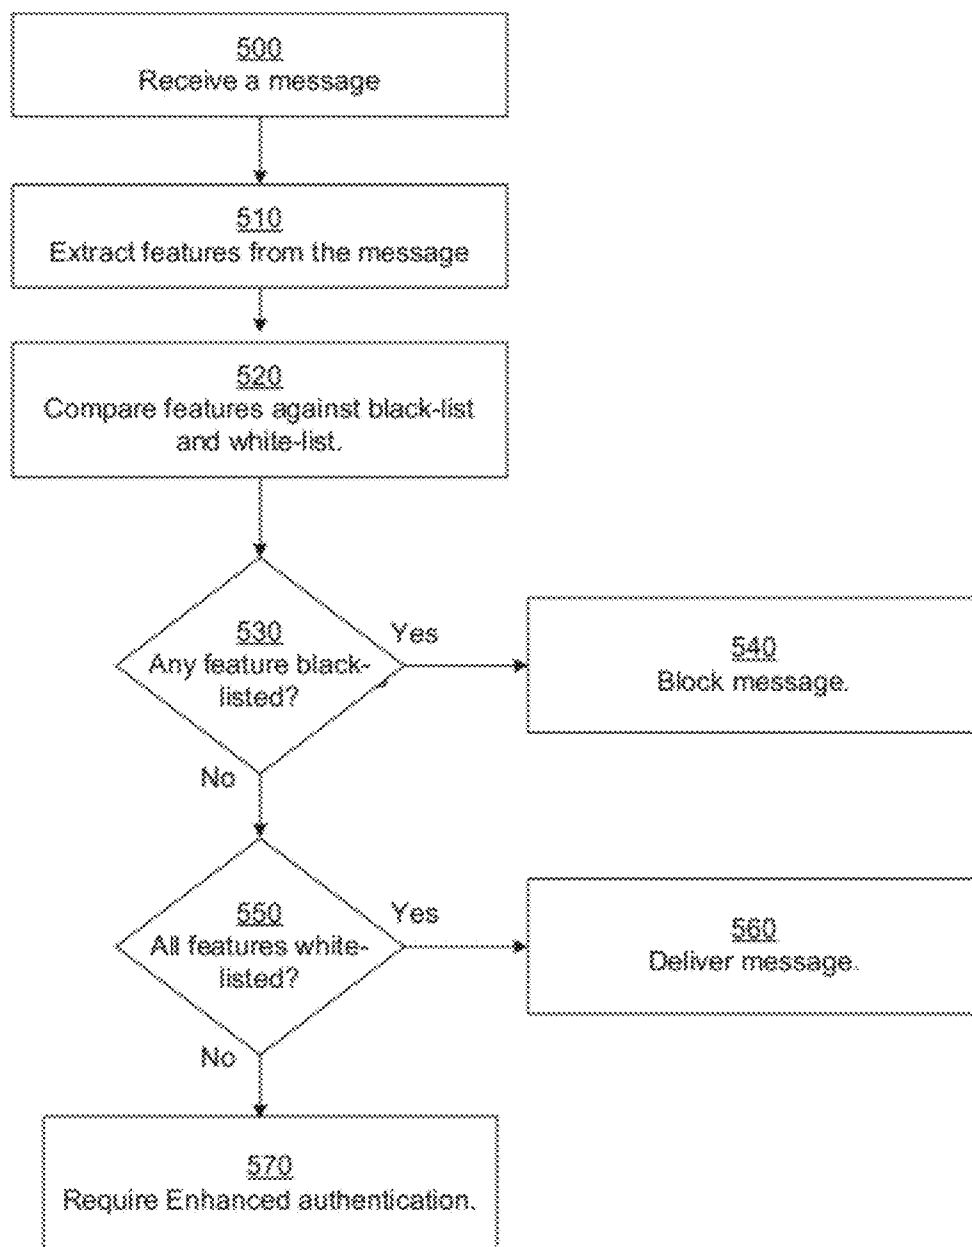 500
Receive a message
510
Extract features from the message
520
Compare features against black-list
and white-list.
530
Any feature black-
listed?
Yes
540
Block message.
No
550
All features white-
listed?
Yes
560
Deliver message.
No
570
Require Enhanced authentication.